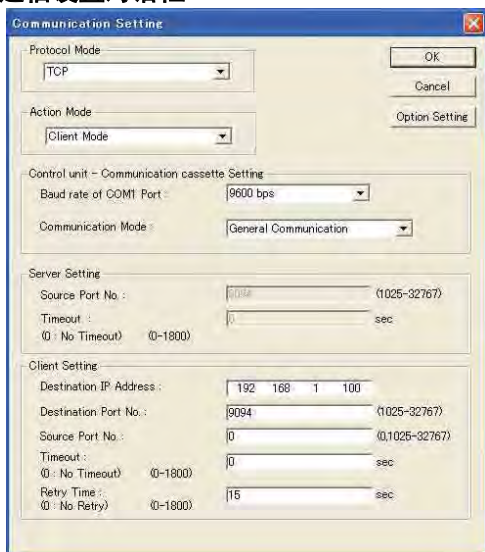 Communication Setting
Protocol Mode
TCP
OK
Cancel
Action Mode
Option Setting
Client Mode
Control unit - Communication cassette Setting
Baud rate of COM1 Port :
9600 bps
Communication Mode :
General Communication
Server Setting
Source Port No. :
9094
(1025-32767)
Timeout :
0
sec
(0 : No Timeout) (0-1800)
Client Setting
Destination IP Address :
192 168 1 100
Destination Port No. :
9094
(1025-32767)
Source Port No. :
0
(0,1025-32767)
Timeout :
0
sec
(0 : No Timeout) (0-1800)
Retry Time :
15
sec
(0 : No Retry) (0-1800)